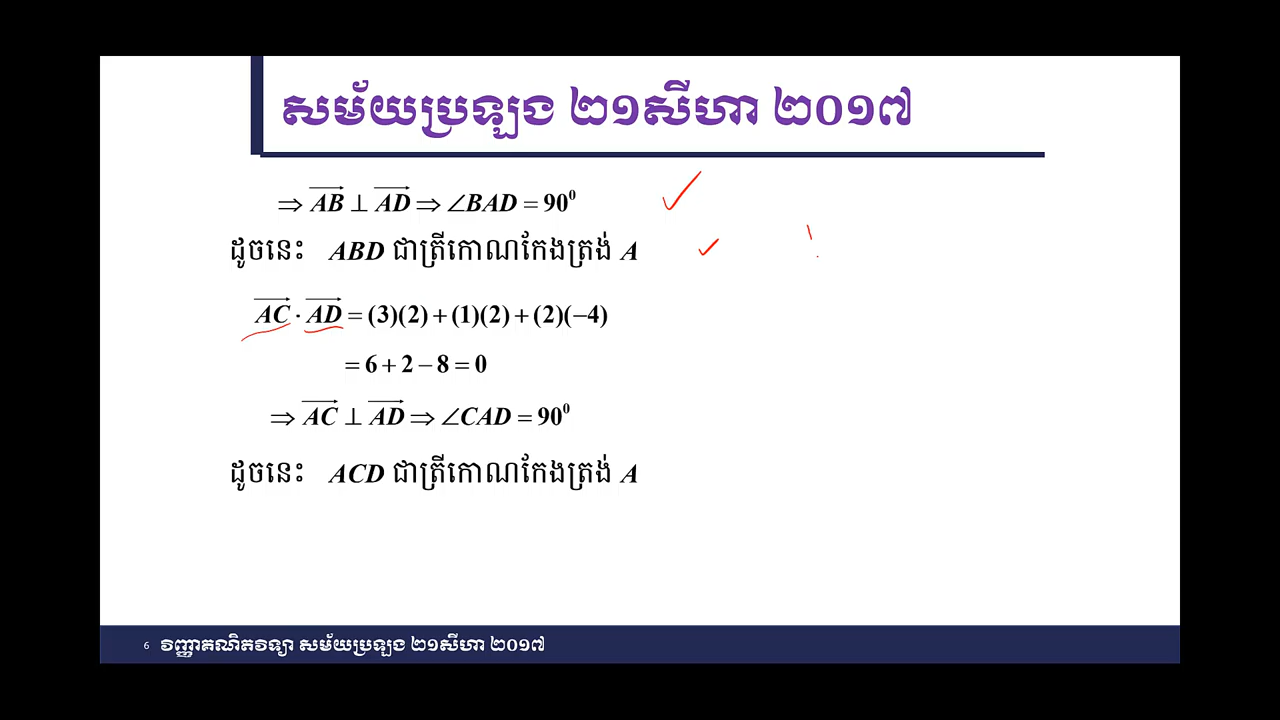 សម័យប្រឡង ២១សីហា ២០១៧
⇒ AB ⊥ AD ⇒ ∠BAD = 90⁰
ដូចនេះ ABD ជាត្រីកោណកែងត្រង់ A
AC · AD = (3)(2) + (1)(2) + (2)(−4)
= 6 + 2 − 8 = 0
⇒ AC ⊥ AD ⇒ ∠CAD = 90⁰
ដូចនេះ ACD ជាត្រីកោណកែងត្រង់ A
6 វិញ្ញាគណិតវិទ្យា សម័យប្រឡង ២១សីហា ២០១៧